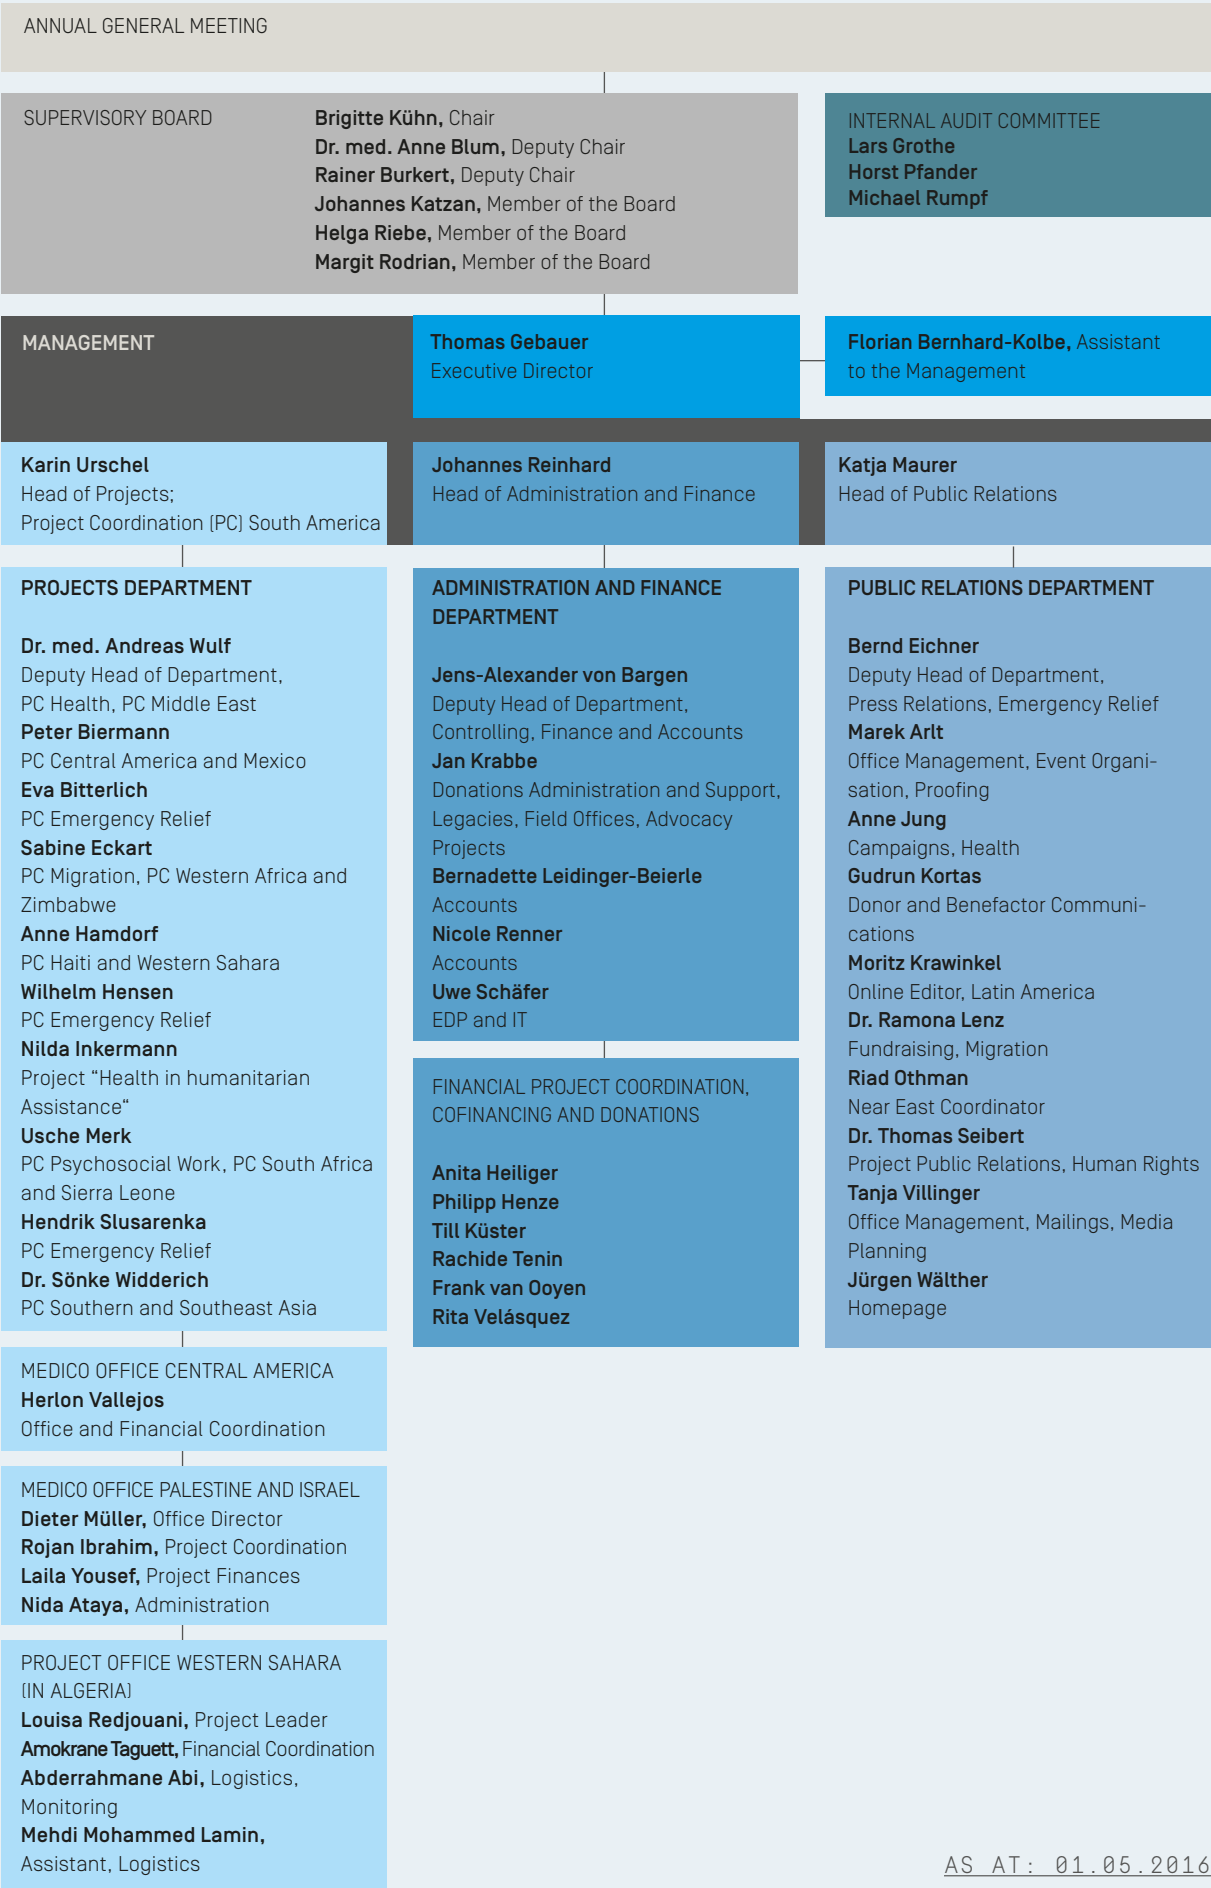 ANNUAL GENERAL MEETING
SUPERVISORY BOARD
Brigitte Kühn, Chair
Dr. med. Anne Blum, Deputy Chair
Rainer Burkert, Deputy Chair
Johannes Katzan, Member of the Board
Helga Riebe, Member of the Board
Margit Rodrian, Member of the Board
INTERNAL AUDIT COMMITTEE
Lars Grothe
Horst Pfander
Michael Rumpf
MANAGEMENT
Thomas Gebauer
Executive Director
Florian Bernhard-Kolbe, Assistant
to the Management
Karin Urschel
Head of Projects;
Project Coordination (PC) South America
Johannes Reinhard
Head of Administration and Finance
Katja Maurer
Head of Public Relations
PROJECTS DEPARTMENT
Dr. med. Andreas Wulf
Deputy Head of Department,
PC Health, PC Middle East
Peter Biermann
PC Central America and Mexico
Eva Bitterlich
PC Emergency Relief
Sabine Eckart
PC Migration, PC Western Africa and
Zimbabwe
Anne Hamdorf
PC Haiti and Western Sahara
Wilhelm Hensen
PC Emergency Relief
Nilda Inkermann
Project “Health in humanitarian
Assistance“
Usche Merk
PC Psychosocial Work, PC South Africa
and Sierra Leone
Hendrik Slusarenka
PC Emergency Relief
Dr. Sönke Widderich
PC Southern and Southeast Asia
MEDICO OFFICE CENTRAL AMERICA
Herlon Vallejos
Office and Financial Coordination
MEDICO OFFICE PALESTINE AND ISRAEL
Dieter Müller, Office Director
Rojan Ibrahim, Project Coordination
Laila Yousef, Project Finances
Nida Ataya, Administration
PROJECT OFFICE WESTERN SAHARA
(IN ALGERIA)
Louisa Redjouani, Project Leader
Amokrane Taguett, Financial Coordination
Abderrahmane Abi, Logistics,
Monitoring
Mehdi Mohammed Lamin,
Assistant, Logistics
ADMINISTRATION AND FINANCE
DEPARTMENT
Jens-Alexander von Bargen
Deputy Head of Department,
Controlling, Finance and Accounts
Jan Krabbe
Donations Administration and Support,
Legacies, Field Offices, Advocacy
Projects
Bernadette Leidinger-Beierle
Accounts
Nicole Renner
Accounts
Uwe Schäfer
EDP and IT
FINANCIAL PROJECT COORDINATION,
COFINANCING AND DONATIONS
Anita Heiliger
Philipp Henze
Till Küster
Rachide Tenin
Frank van Ooyen
Rita Velásquez
PUBLIC RELATIONS DEPARTMENT
Bernd Eichner
Deputy Head of Department,
Press Relations, Emergency Relief
Marek Arlt
Office Management, Event Organi-
sation, Proofing
Anne Jung
Campaigns, Health
Gudrun Kortas
Donor and Benefactor Communi-
cations
Moritz Krawinkel
Online Editor, Latin America
Dr. Ramona Lenz
Fundraising, Migration
Riad Othman
Near East Coordinator
Dr. Thomas Seibert
Project Public Relations, Human Rights
Tanja Villinger
Office Management, Mailings, Media
Planning
Jürgen Wälther
Homepage
AS AT: 01.05.2016